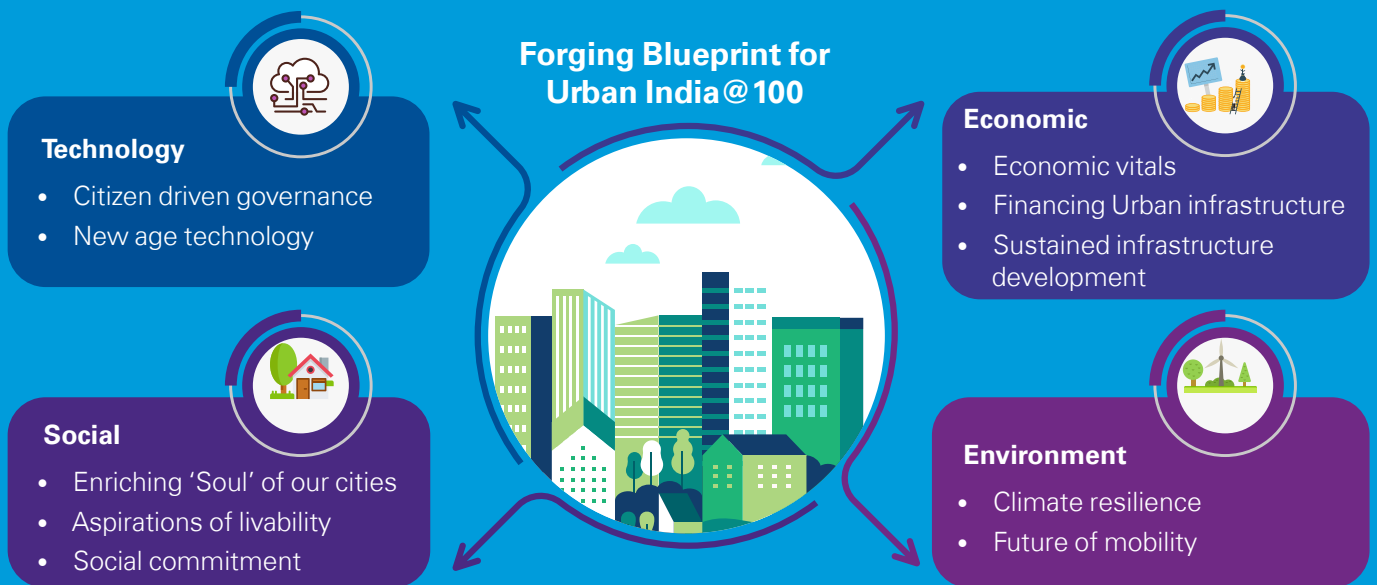 Forging Blueprint for
Urban India@100
Technology
• Citizen driven governance
• New age technology
Economic
• Economic vitals
• Financing Urban infrastructure
• Sustained infrastructure
development
Social
• Enriching ‘Soul’ of our cities
• Aspirations of livability
• Social commitment
Environment
• Climate resilience
• Future of mobility